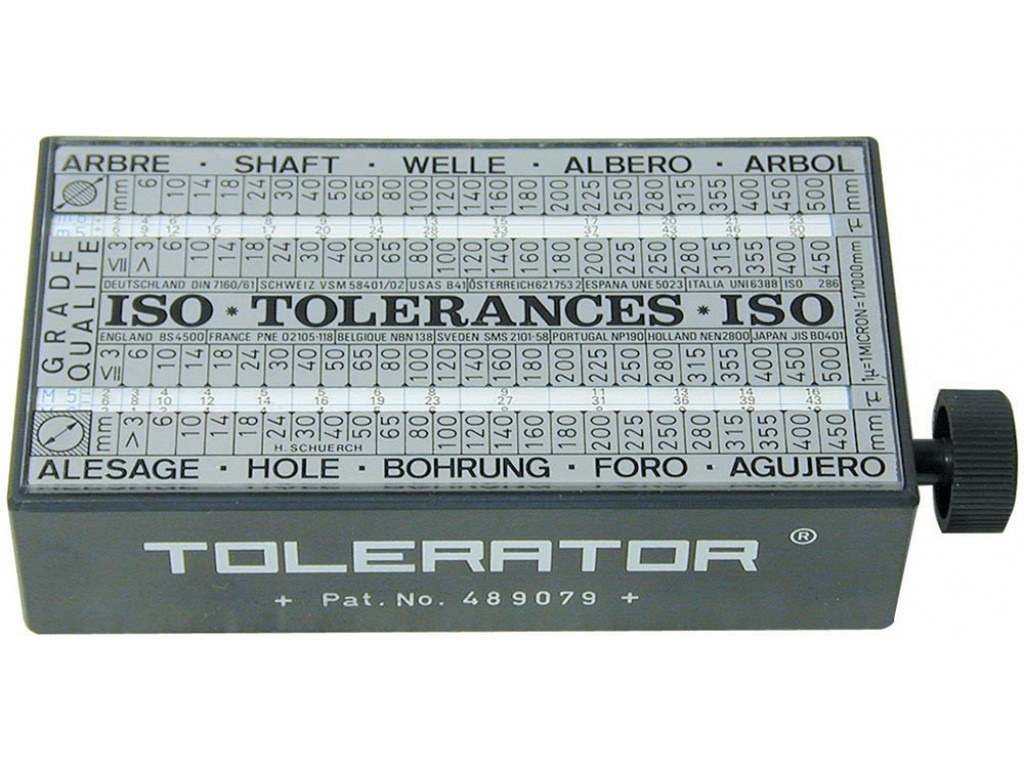 ARBRE · SHAFT · WELLE · ALBERO · ARBOL
mm 6 10 14 18 24 30 40 50 65 80 100 120 140 160 180 200 225 250 280 315 355 400 450 500 mm
≤3 >3 6 10 14 18 24 30 40 50 65 80 100 120 140 160 180 200 225 250 280 315 355 400 450
GRADE
QUALITE
DEUTSCHLAND DIN 7160/61 SCHWEIZ VSM 58401/02 USAS B41 ÖSTERREICH 621.753.2 ESPANA UNE 5023 ITALIA UNI 6388 ISO 286
ISO * TOLERANCES * ISO
ENGLAND BS 4500 FRANCE PNE 02105-118 BELGIQUE NBN 138 SVEDEN SMS 2101-58 PORTUGAL NP190 HOLLAND NEN 2800 JAPAN JIS B0401
1µ=1MICRON=1/1000mm
≤3 6 10 14 18 24 30 40 50 65 80 100 120 140 160 180 200 225 250 280 315 355 400 450 500
mm >3 6 10 14 18 24 30 40 50 65 80 100 120 140 160 180 200 225 250 280 315 355 400 450 mm
H. SCHUERCH
ALESAGE · HOLE · BOHRUNG · FORO · AGUJERO
TOLERATOR ®
+ Pat. No. 489079 +